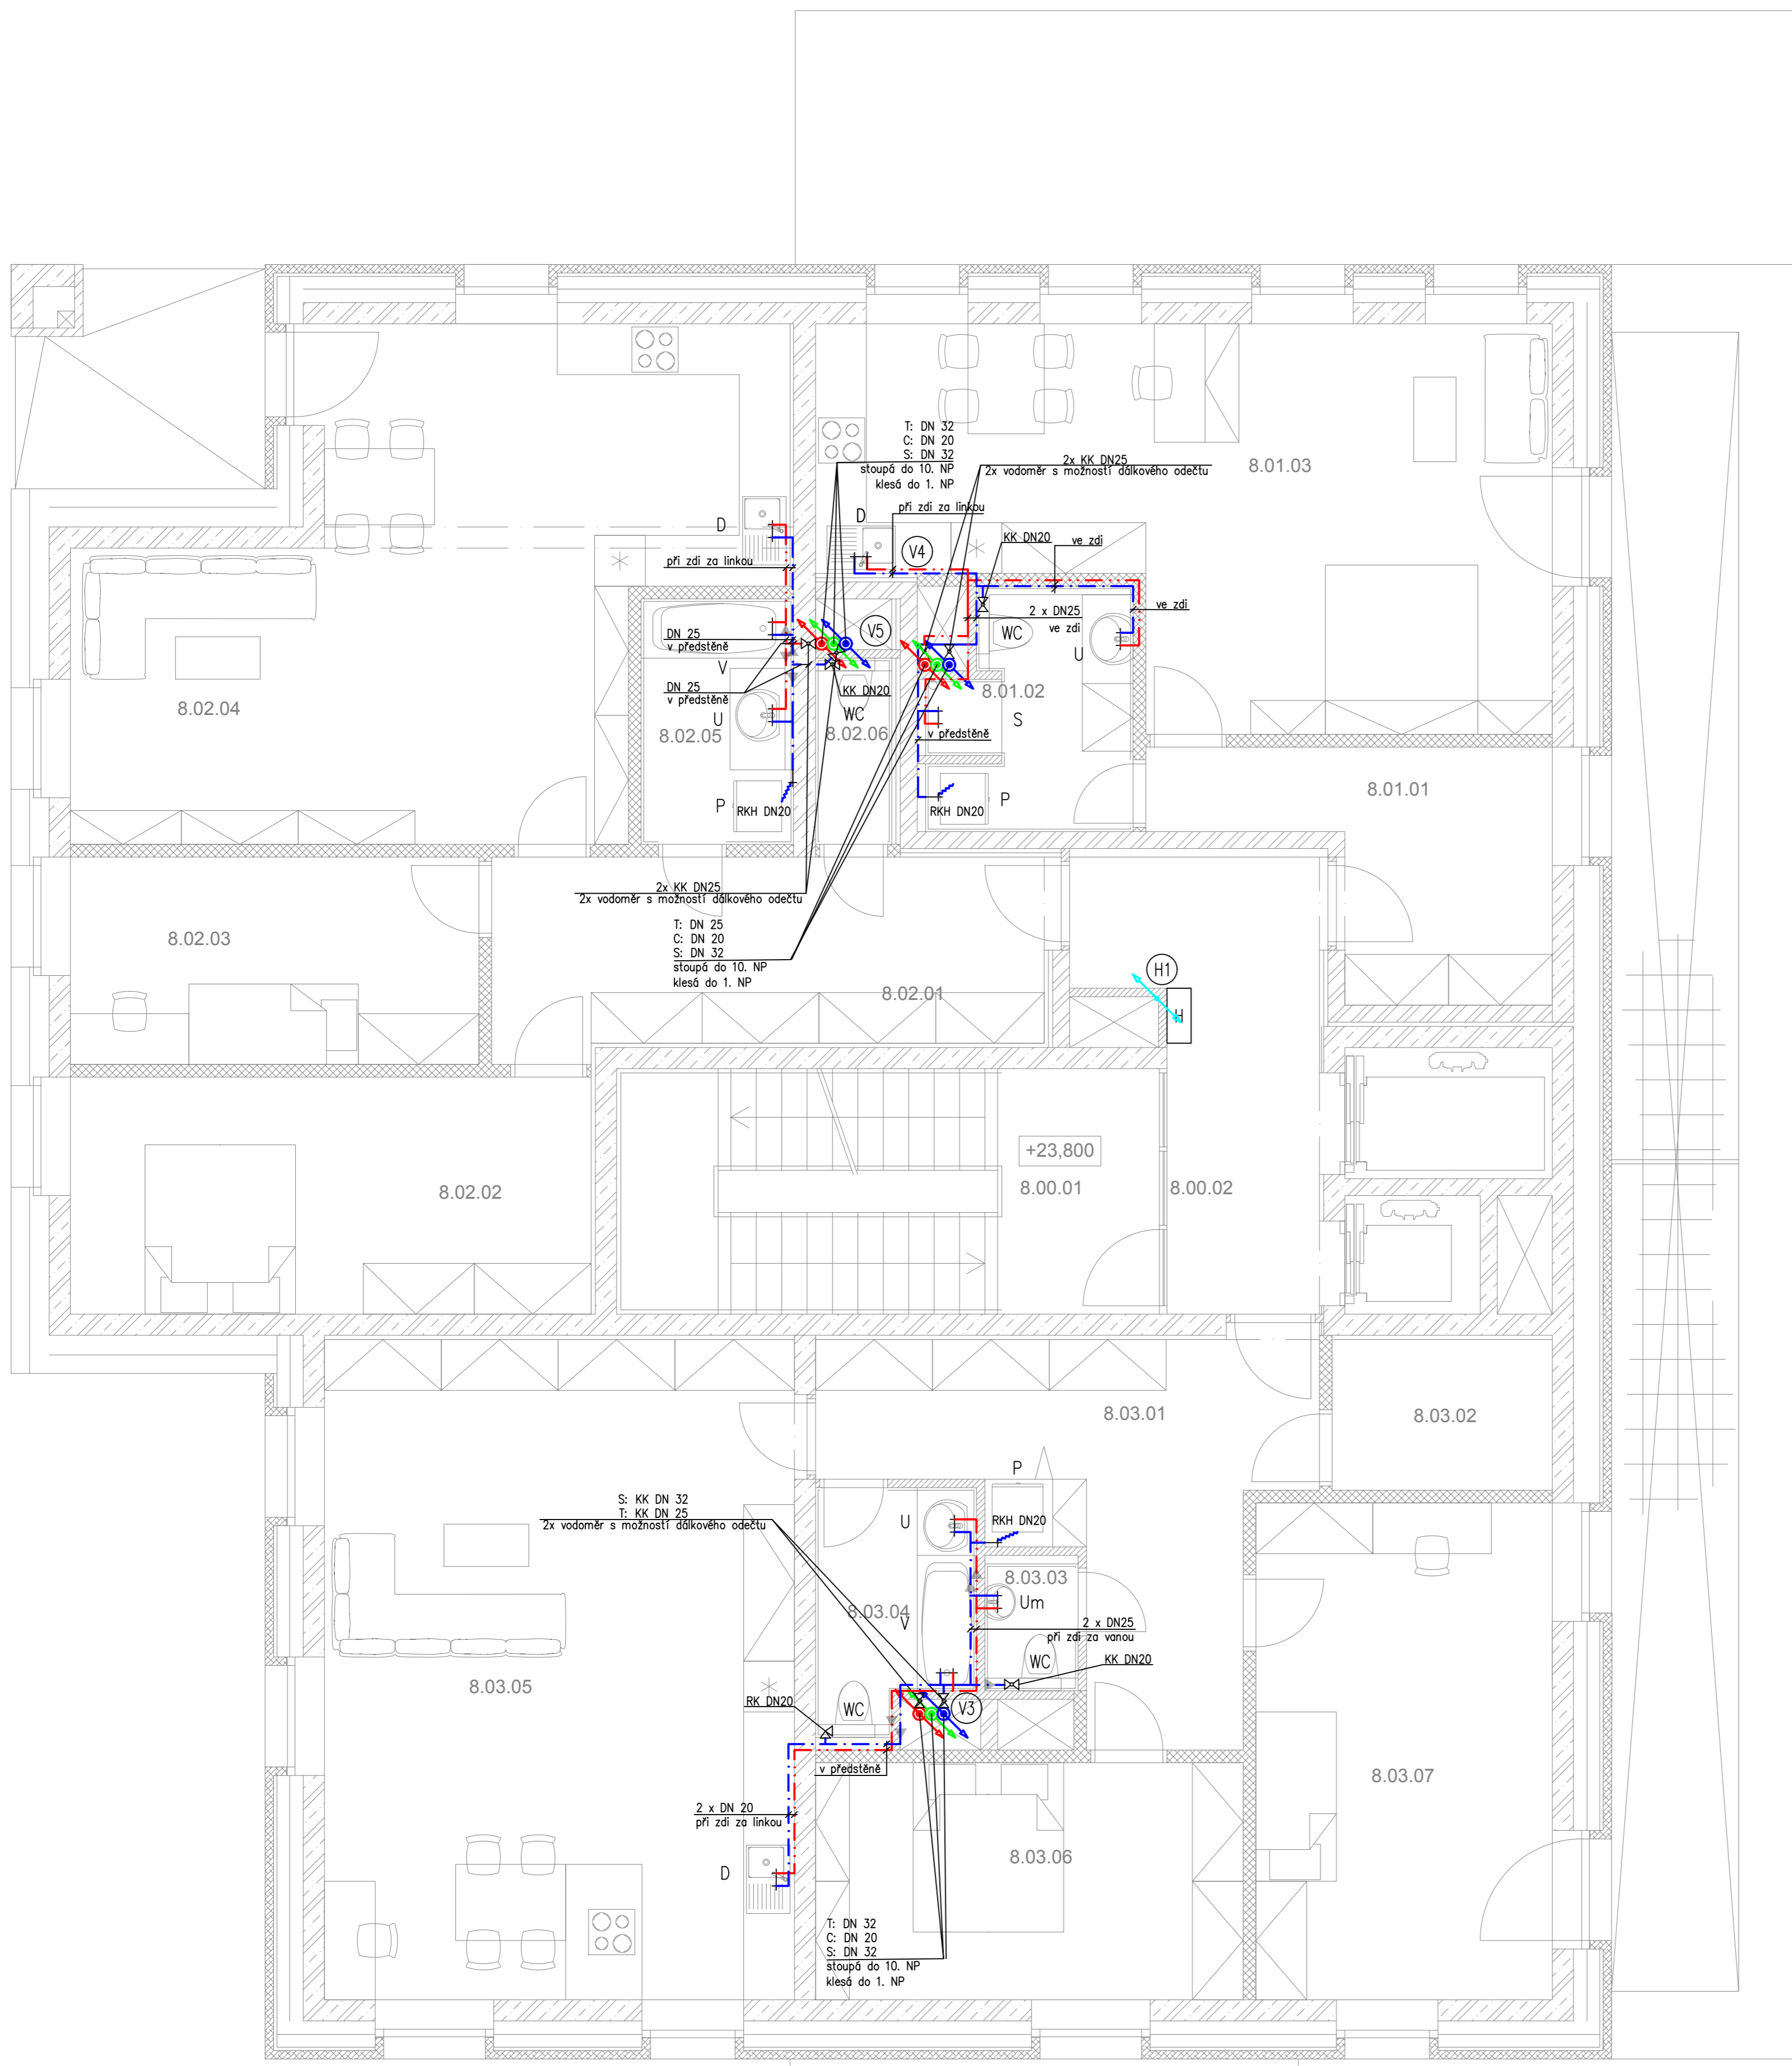 T: DN 32
C: DN 20
S: DN 32
stoupá do 10. NP
klesá do 1. NP
2x KK DN25
2x vodoměr s možností dálkového odečtu
8.01.03
při zdi za linkou
D
D
V4
KK DN20
ve zdi
při zdi za linkou
2 x DN25
ve zdi
ve zdi
WC
U
DN 25
v předstěně
V5
V
DN 25
v předstěně
KK DN20
8.01.02
8.02.04
U
WC
S
8.02.05
8.02.06
v předstěně
8.01.01
P
RKH DN20
RKH DN20
P
2x KK DN25
2x vodoměr s možností dálkového odečtu
T: DN 25
C: DN 20
S: DN 32
stoupá do 10. NP
klesá do 1. NP
8.02.03
H1
8.02.01
H
+23,800
8.02.02
8.00.01
8.00.02
8.03.01
8.03.02
P
S: KK DN 32
T: KK DN 25
2x vodoměr s možností dálkového odečtu
U
RKH DN20
8.03.03
Um
8.03.04
V
2 x DN25
při zdi za vanou
WC
KK DN20
8.03.05
RK DN20
WC
V3
v předstěně
8.03.07
2 x DN 20
při zdi za linkou
8.03.06
D
T: DN 32
C: DN 20
S: DN 32
stoupá do 10. NP
klesá do 1. NP